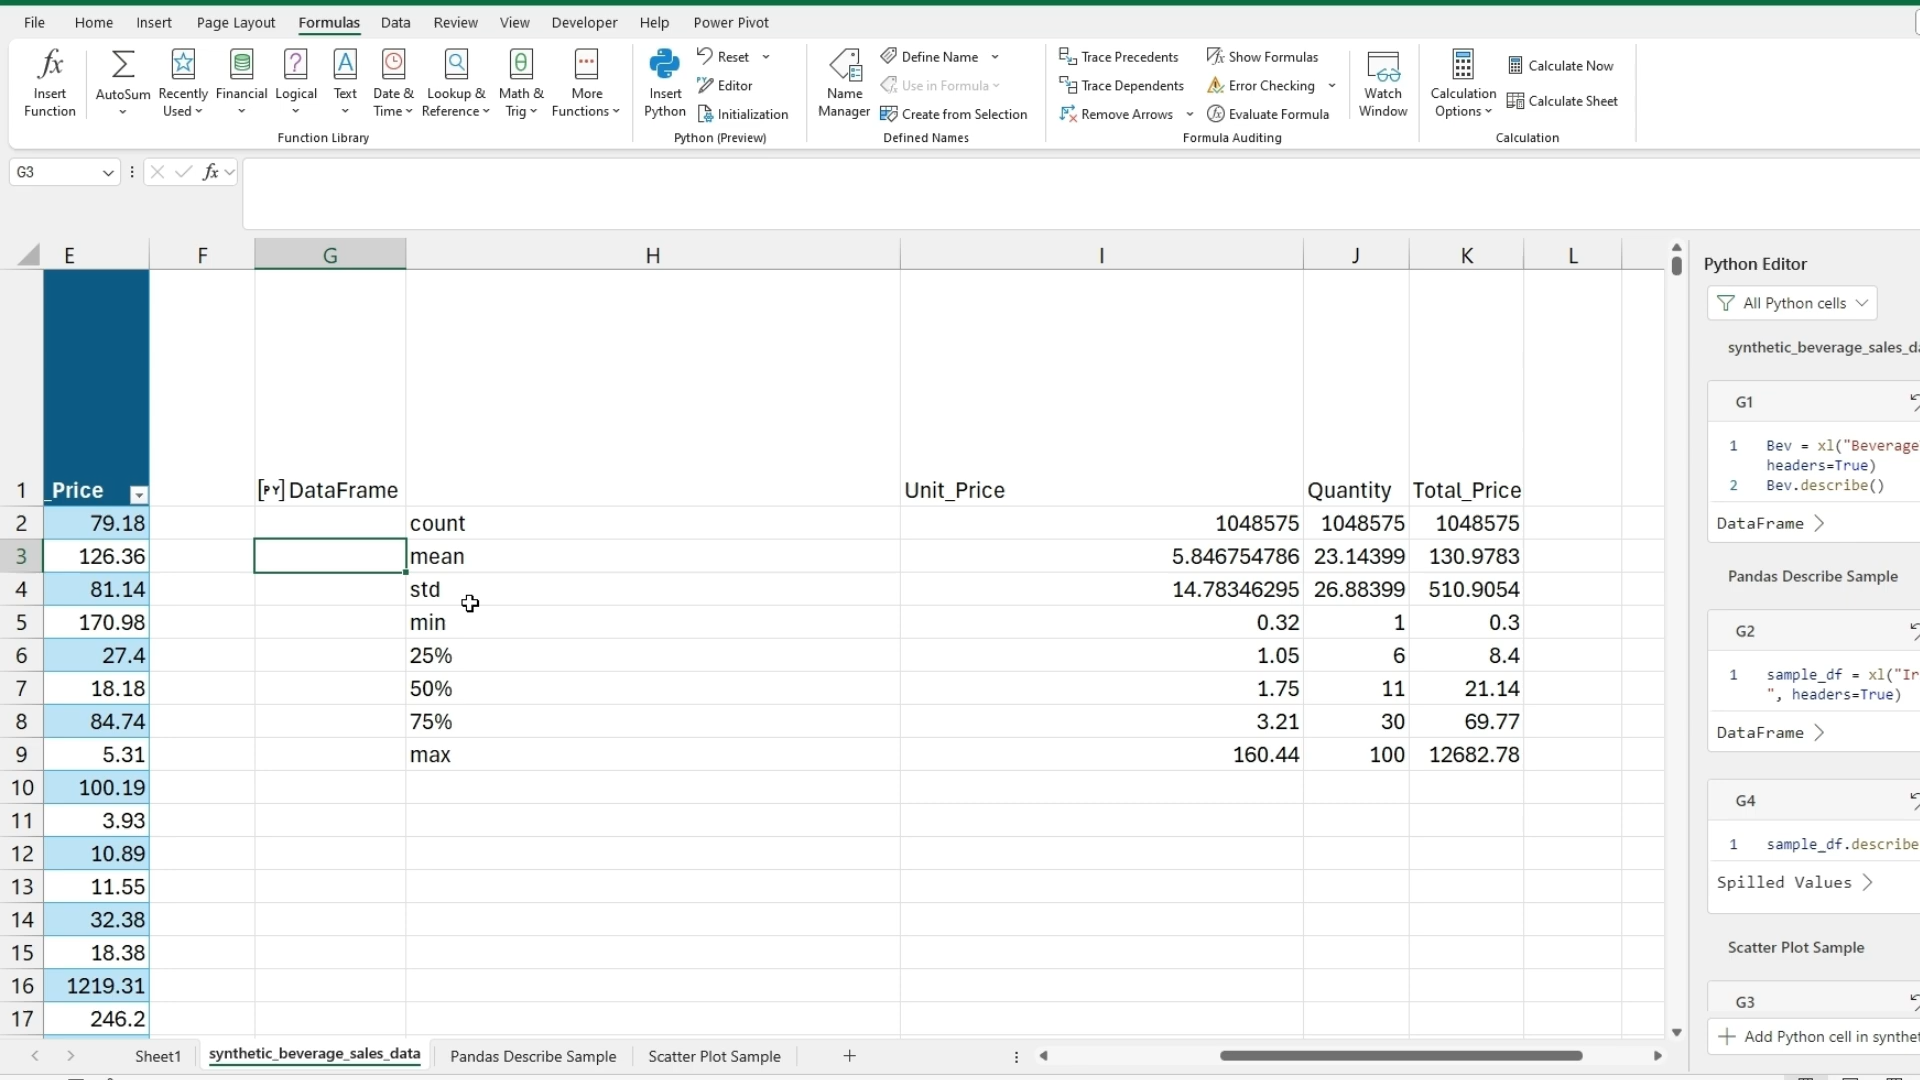 File Home Insert Page Layout Formulas Data Review View Developer Help Power Pivot
fx Insert Function
AutoSum
Recently Used
Financial
Logical
Text
Date & Time
Lookup & Reference
Math & Trig
More Functions
Function Library
Insert Python
Reset
Editor
Initialization
Python (Preview)
Name Manager
Define Name
Use in Formula
Create from Selection
Defined Names
Trace Precedents
Trace Dependents
Remove Arrows
Show Formulas
Error Checking
Evaluate Formula
Formula Auditing
Watch Window
Calculation Options
Calculate Now
Calculate Sheet
Calculation
G3 fx
E F G H I J K L
1 _Price [PY] DataFrame Unit_Price Quantity Total_Price
2 79.18 count 1048575 1048575 1048575
3 126.36 mean 5.846754786 23.14399 130.9783
4 81.14 std 14.78346295 26.88399 510.9054
5 170.98 min 0.32 1 0.3
6 27.4 25% 1.05 6 8.4
7 18.18 50% 1.75 11 21.14
8 84.74 75% 3.21 30 69.77
9 5.31 max 160.44 100 12682.78
10 100.19
11 3.93
12 10.89
13 11.55
14 32.38
15 18.38
16 1219.31
17 246.2
Python Editor
All Python cells
synthetic_beverage_sales_da
G1
1 Bev = xl("Beverage
headers=True)
2 Bev.describe()
DataFrame
Pandas Describe Sample
G2
1 sample_df = xl("Ir
", headers=True)
DataFrame
G4
1 sample_df.describe
Spilled Values
Scatter Plot Sample
G3
+ Add Python cell in synthet
Sheet1 synthetic_beverage_sales_data Pandas Describe Sample Scatter Plot Sample +